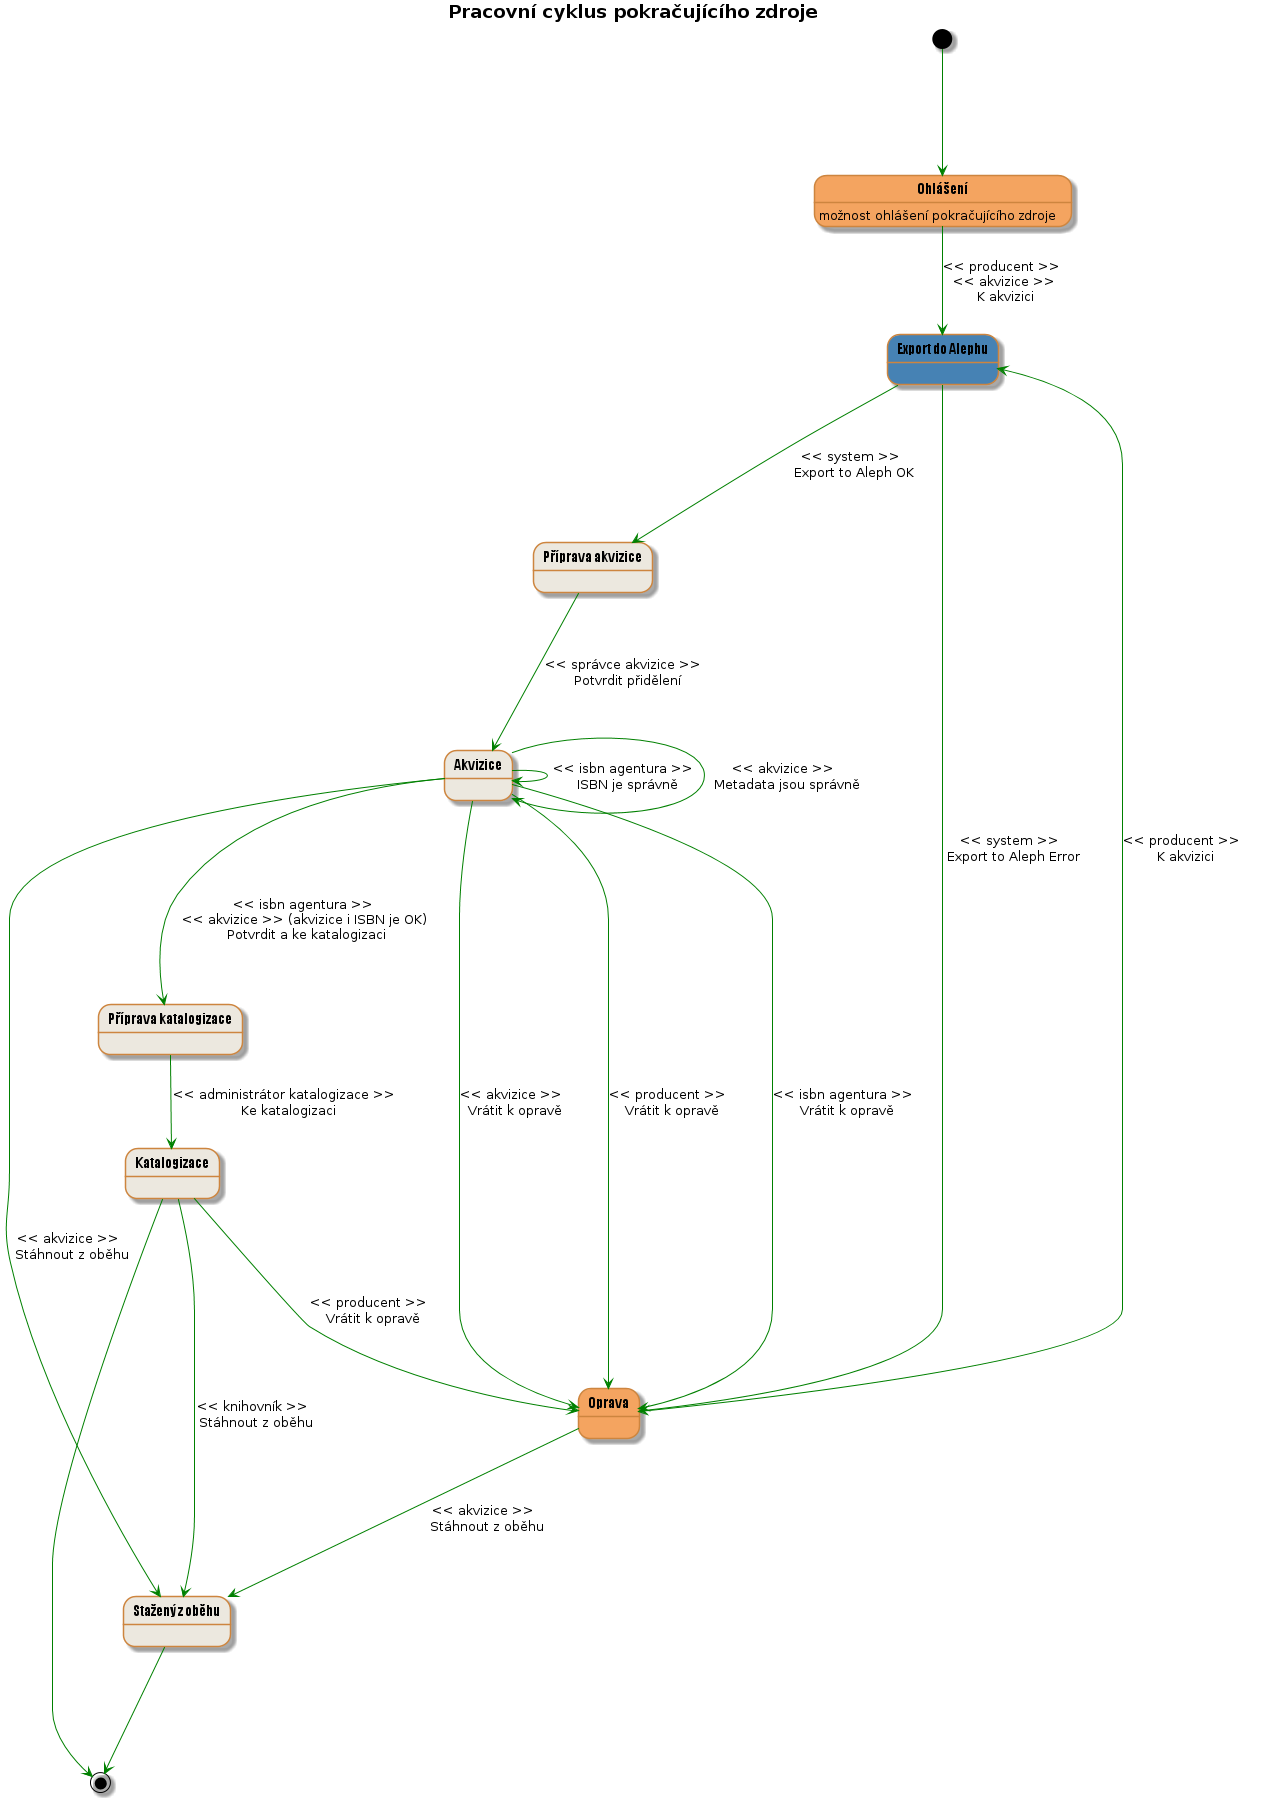 Pracovní cyklus pokračujícího zdroje
Ohlášení
možnost ohlášení pokračujícího zdroje
<< producent >>
<< akvizice >>
K akvizici
Export do Alephu
<< system >>
Export to Aleph OK
Příprava akvizice
<< správce akvizice >>
Potvrdit přidělení
Akvizice
<< isbn agentura >>
ISBN je správně
<< akvizice >>
Metadata jsou správně
<< system >>
Export to Aleph Error
<< producent >>
K akvizici
<< isbn agentura >>
<< akvizice >> (akvizice i ISBN je OK)
Potvrdit a ke katalogizaci
Příprava katalogizace
<< administrátor katalogizace >>
Ke katalogizaci
<< akvizice >>
Vrátit k opravě
<< producent >>
Vrátit k opravě
<< isbn agentura >>
Vrátit k opravě
Katalogizace
<< akvizice >>
Stáhnout z oběhu
<< producent >>
Vrátit k opravě
<< knihovník >>
Stáhnout z oběhu
Oprava
<< akvizice >>
Stáhnout z oběhu
Stažený z oběhu